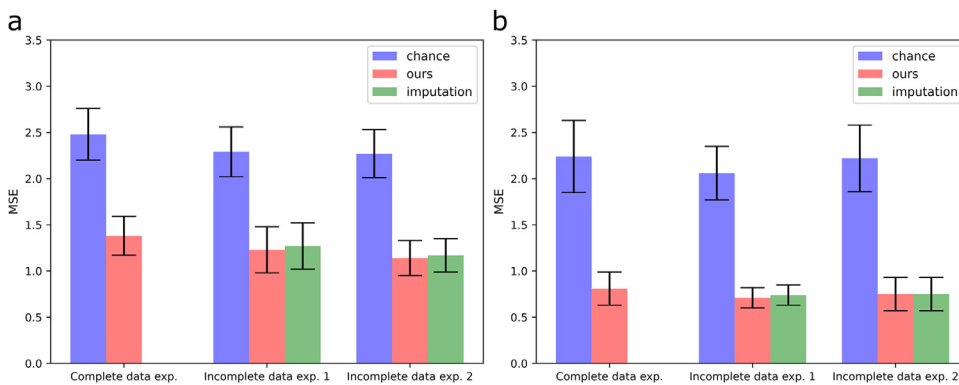 a
3.5
3.0
2.5
2.0
1.5
1.0
0.5
0.0
MSE
chance
ours
imputation
Complete data exp.
Incomplete data exp. 1
Incomplete data exp. 2
b
3.5
3.0
2.5
2.0
1.5
1.0
0.5
0.0
MSE
chance
ours
imputation
Complete data exp.
Incomplete data exp. 1
Incomplete data exp. 2